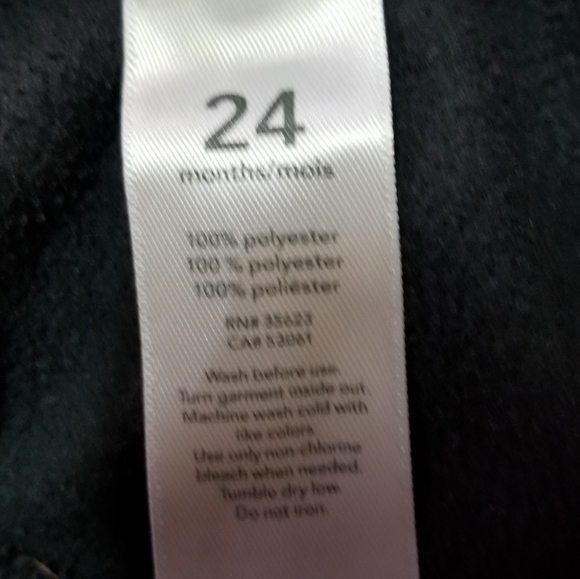 24
months/mois
100% polyester
100 % polyester
100% poliéster
RN# 35623
CA# 53061
Wash before use.
Turn garment inside out.
Machine wash cold with
like colors.
Use only non-chlorine
bleach when needed.
Tumble dry low.
Do not iron.